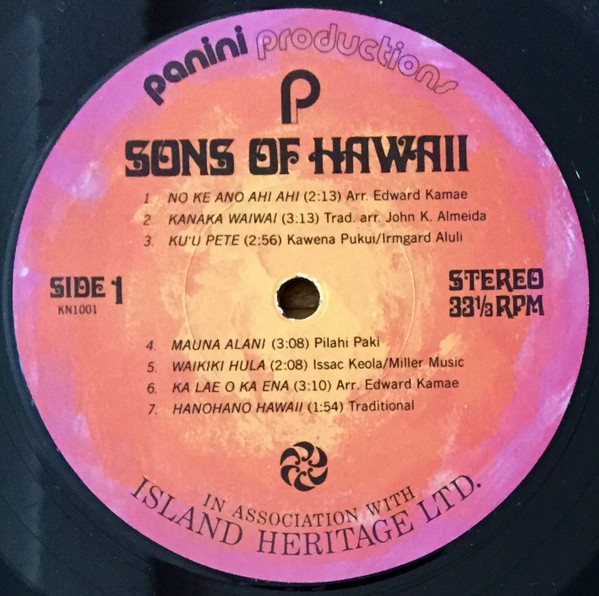 panini productions
P
SONS OF HAWAII
1. NO KE ANO AHI AHI (2:13) Arr. Edward Kamae
2. KANAKA WAIWAI (3:13) Trad. arr. John K. Almeida
3. KU'U PETE (2:56) Kawena Pukui/Irmgard Aluli
SIDE 1
KN1001
STEREO
33⅓ RPM
4. MAUNA ALANI (3:08) Pilahi Paki
5. WAIKIKI HULA (2:08) Issac Keola/Miller Music
6. KA LAE O KA ENA (3:10) Arr. Edward Kamae
7. HANOHANO HAWAII (1:54) Traditional
IN ASSOCIATION WITH
ISLAND HERITAGE LTD.